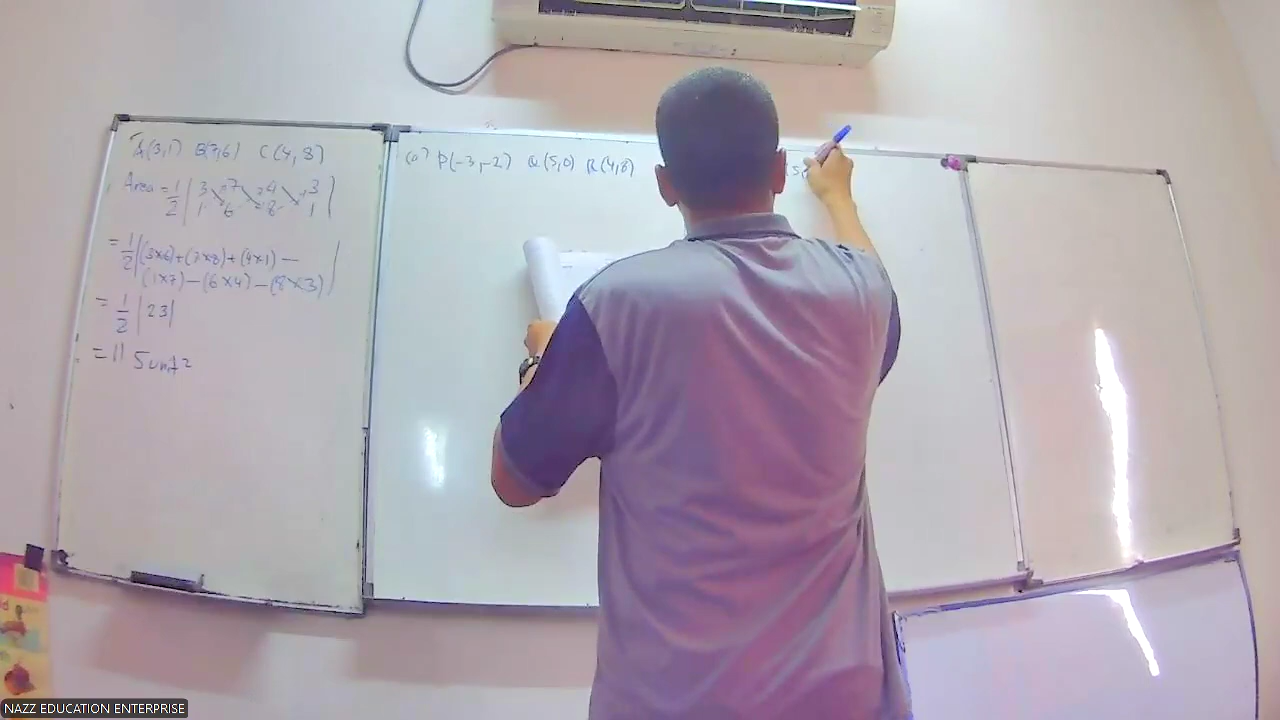 A(3,1) B(7,6) C(4,8)
Area = 1/2 | 3 7 4 3 |
1 6 8 1
= 1/2 |(3×6)+(7×8)+(4×1) −
(1×7)−(6×4)−(8×3)|
= 1/2 |23|
= 11 5 unit²
(a) P(-3,-2) Q(5,0) R(4,8)
NAZZ EDUCATION ENTERPRISE